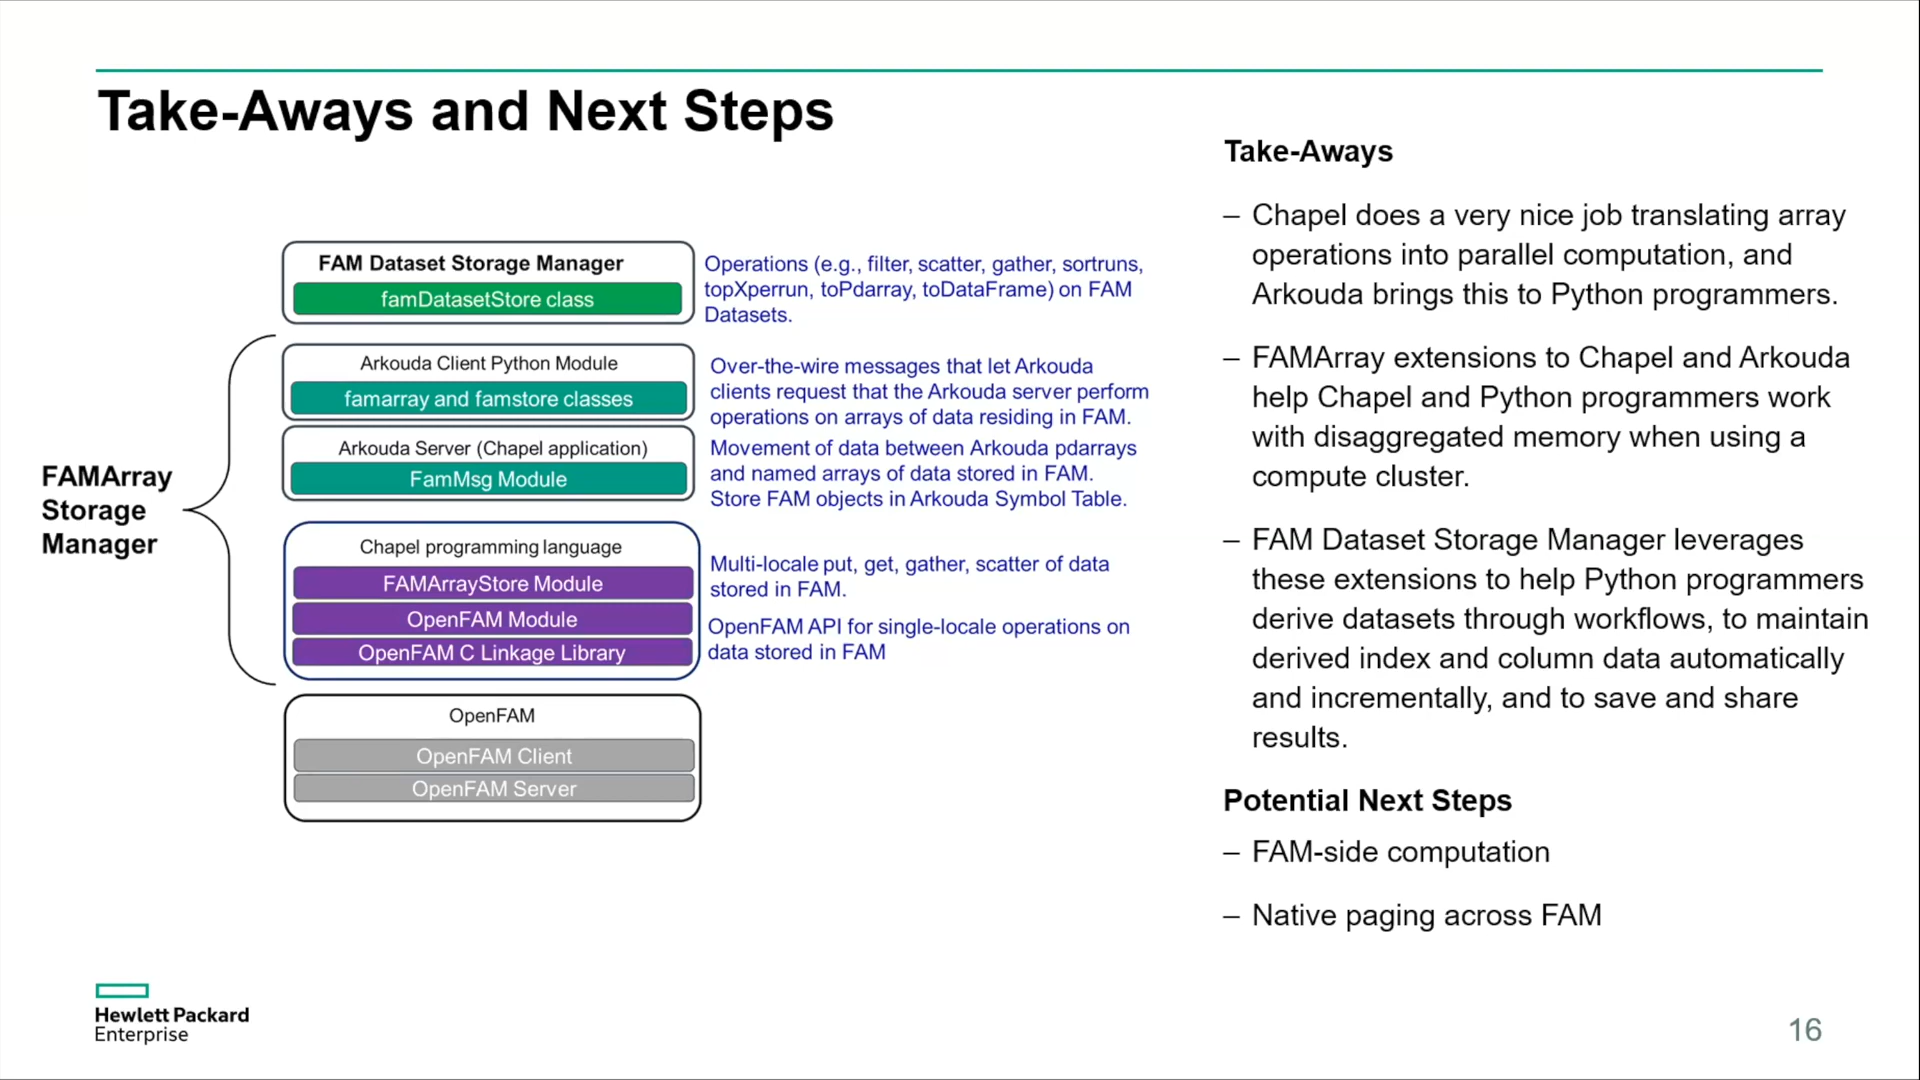 Take-Aways and Next Steps
FAM Dataset Storage Manager
famDatasetStore class
Operations (e.g., filter, scatter, gather, sortruns,
topXperrun, toPdarray, toDataFrame) on FAM
Datasets.
FAMArray
Storage
Manager
Arkouda Client Python Module
famarray and famstore classes
Over-the-wire messages that let Arkouda
clients request that the Arkouda server perform
operations on arrays of data residing in FAM.
Arkouda Server (Chapel application)
FamMsg Module
Movement of data between Arkouda pdarrays
and named arrays of data stored in FAM.
Store FAM objects in Arkouda Symbol Table.
Chapel programming language
FAMArrayStore Module
OpenFAM Module
OpenFAM C Linkage Library
Multi-locale put, get, gather, scatter of data
stored in FAM.
OpenFAM API for single-locale operations on
data stored in FAM
OpenFAM
OpenFAM Client
OpenFAM Server
Take-Aways
– Chapel does a very nice job translating array
operations into parallel computation, and
Arkouda brings this to Python programmers.
– FAMArray extensions to Chapel and Arkouda
help Chapel and Python programmers work
with disaggregated memory when using a
compute cluster.
– FAM Dataset Storage Manager leverages
these extensions to help Python programmers
derive datasets through workflows, to maintain
derived index and column data automatically
and incrementally, and to save and share
results.
Potential Next Steps
– FAM-side computation
– Native paging across FAM
Hewlett Packard
Enterprise
16